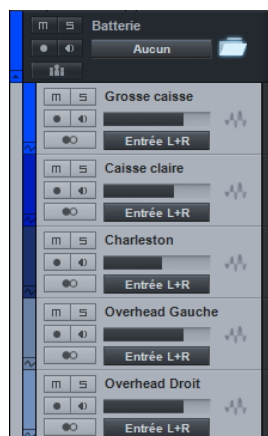 m S Batterie
Aucun
m S Grosse caisse
Entrée L+R
m S Caisse claire
Entrée L+R
m S Charleston
Entrée L+R
m S Overhead Gauche
Entrée L+R
m S Overhead Droit
Entrée L+R